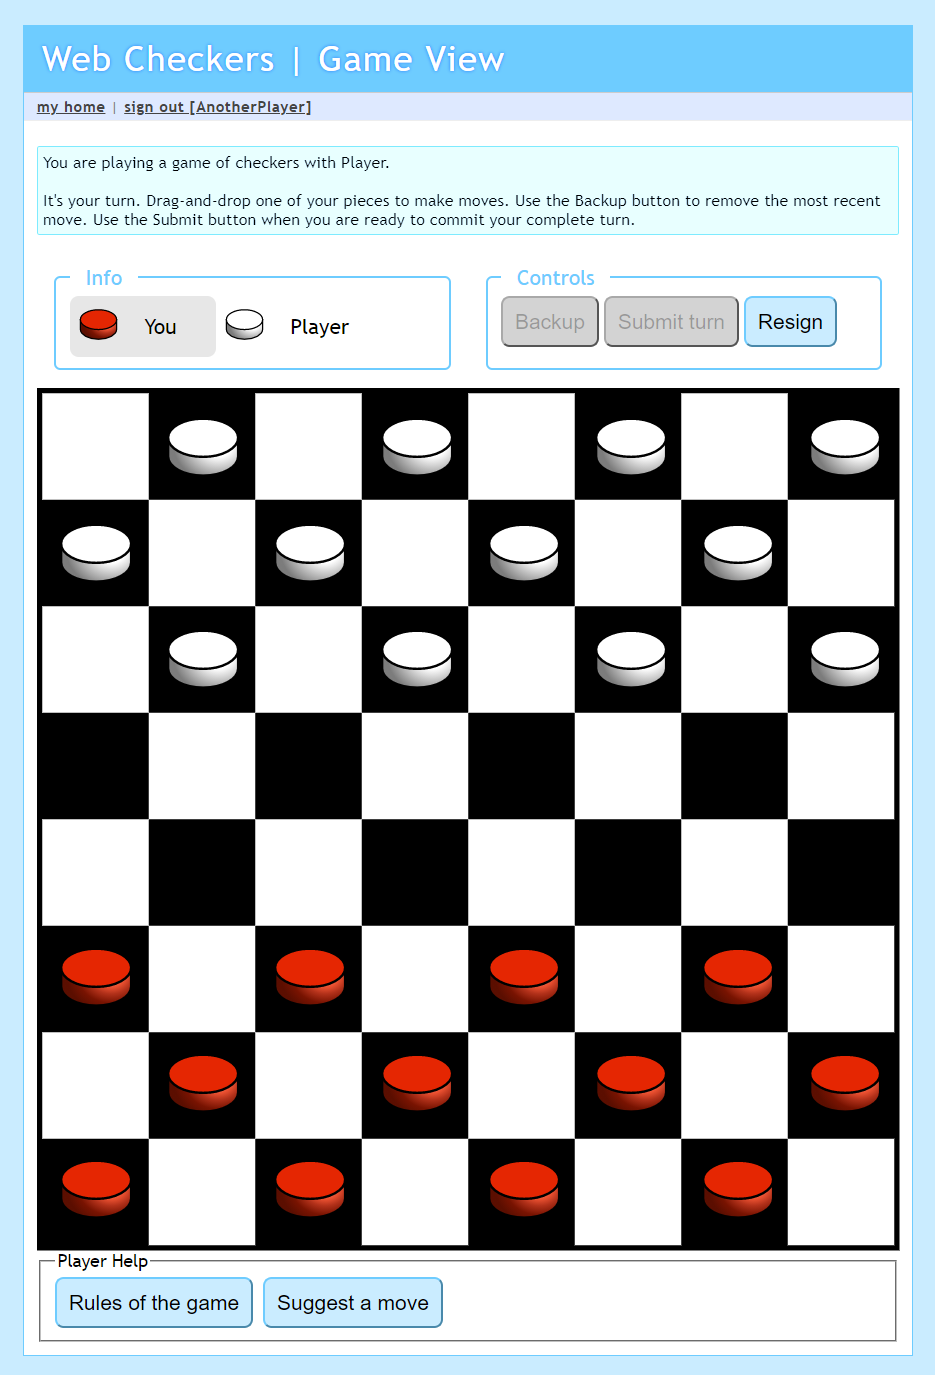 Web Checkers | Game View
my home | sign out [AnotherPlayer]
You are playing a game of checkers with Player.
It's your turn. Drag-and-drop one of your pieces to make moves. Use the Backup button to remove the most recent
move. Use the Submit button when you are ready to commit your complete turn.
Info
You
Player
Controls
Backup
Submit turn
Resign
Player Help
Rules of the game
Suggest a move